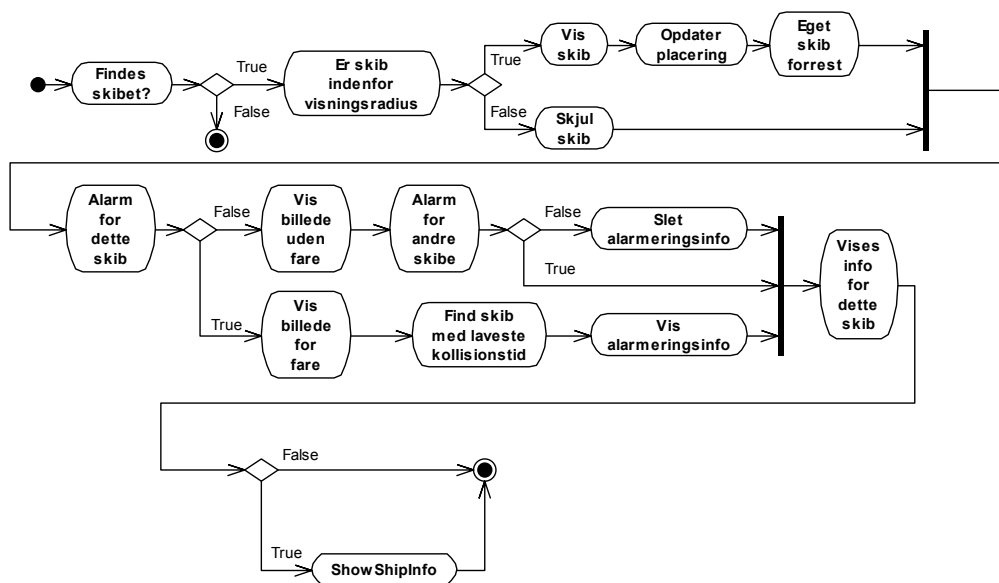 Findes
skibet?
True
False
Er skib
indenfor
visningsradius
True
False
Vis
skib
Opdater
placering
Eget
skib
forrest
Skjul
skib
Alarm
for
dette
skib
False
True
Vis
billede
uden
fare
Alarm
for
andre
skibe
False
True
Slet
alarmeringsinfo
Vis
billede
for
fare
Find skib
med laveste
kollisionstid
Vis
alarmeringsinfo
Vises
info
for
dette
skib
False
True
ShowShipInfo